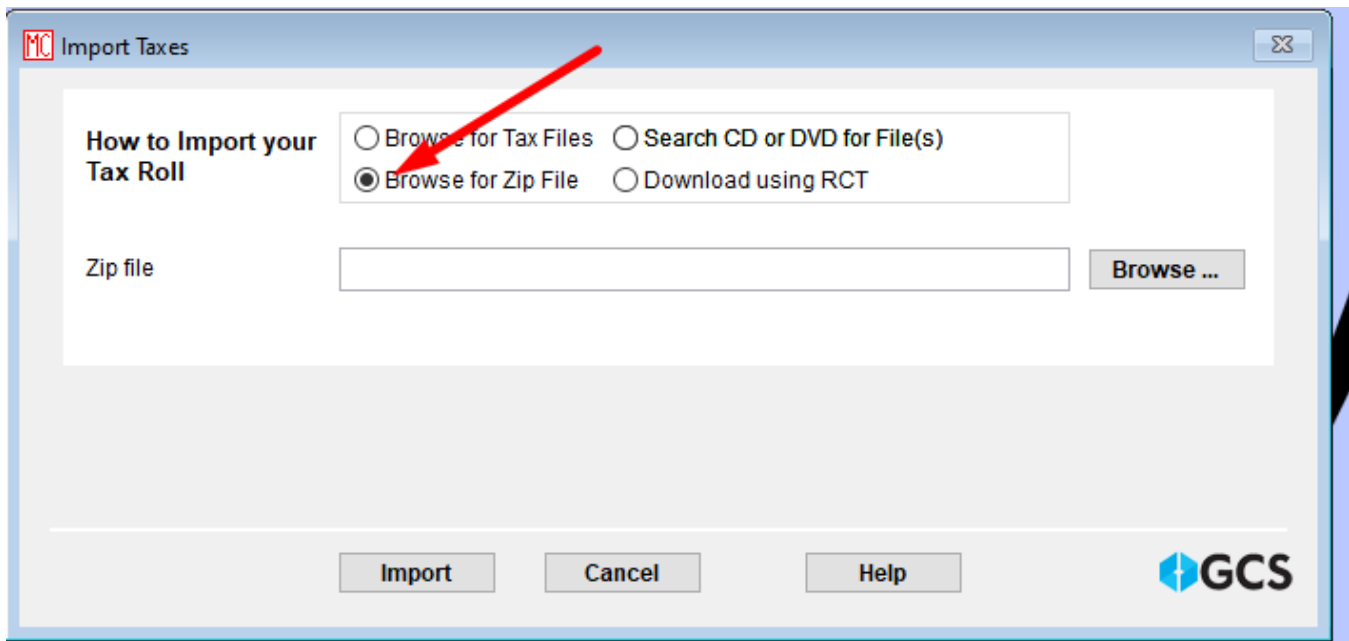 MC Import Taxes
How to Import your
Tax Roll
Browse for Tax Files Search CD or DVD for File(s)
Browse for Zip File Download using RCT
Zip file Browse ...
Import Cancel Help GCS